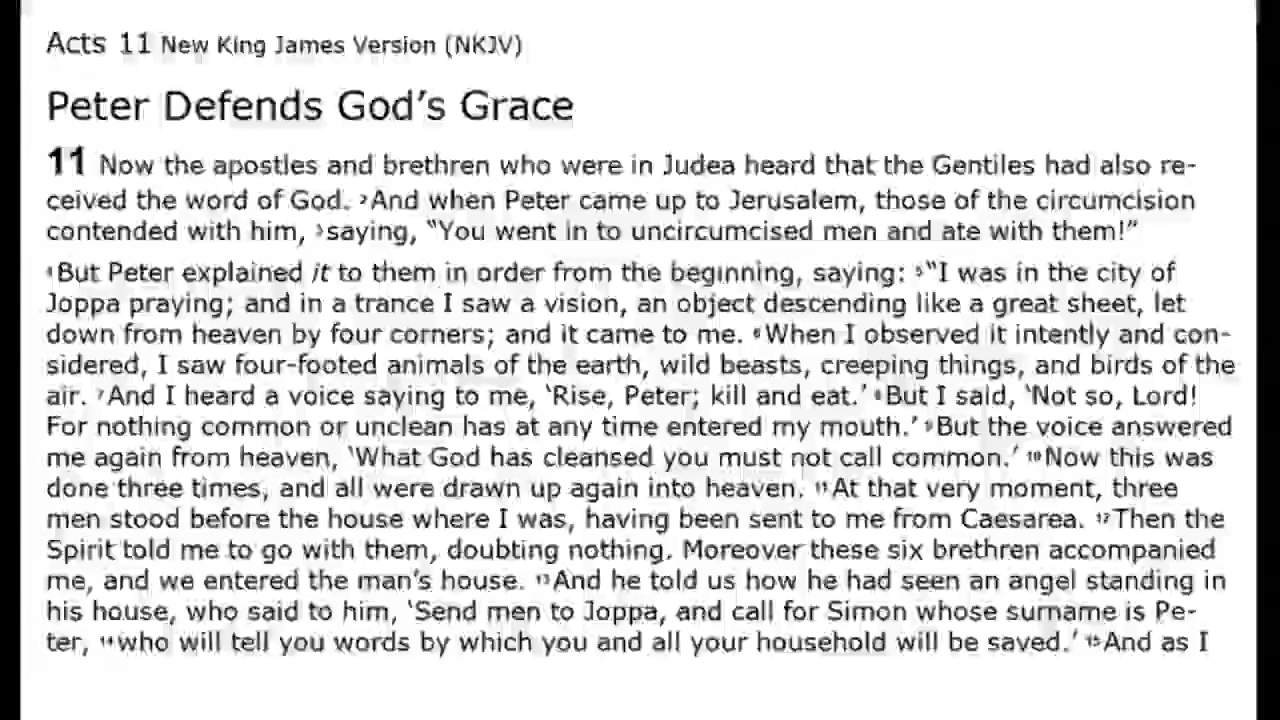 Acts 11 New King James Version (NKJV)
Peter Defends God's Grace
11 Now the apostles and brethren who were in Judea heard that the Gentiles had also re-
ceived the word of God. 2And when Peter came up to Jerusalem, those of the circumcision
contended with him, 3saying, “You went in to uncircumcised men and ate with them!”
4But Peter explained it to them in order from the beginning, saying: 5“I was in the city of
Joppa praying; and in a trance I saw a vision, an object descending like a great sheet, let
down from heaven by four corners; and it came to me. 6When I observed it intently and con-
sidered, I saw four-footed animals of the earth, wild beasts, creeping things, and birds of the
air. 7And I heard a voice saying to me, ‘Rise, Peter; kill and eat.’ 8But I said, ‘Not so, Lord!
For nothing common or unclean has at any time entered my mouth.’ 9But the voice answered
me again from heaven, ‘What God has cleansed you must not call common.’ 10Now this was
done three times, and all were drawn up again into heaven. 11At that very moment, three
men stood before the house where I was, having been sent to me from Caesarea. 12Then the
Spirit told me to go with them, doubting nothing. Moreover these six brethren accompanied
me, and we entered the man’s house. 13And he told us how he had seen an angel standing in
his house, who said to him, ‘Send men to Joppa, and call for Simon whose surname is Pe-
ter, 14who will tell you words by which you and all your household will be saved.’ 15And as I